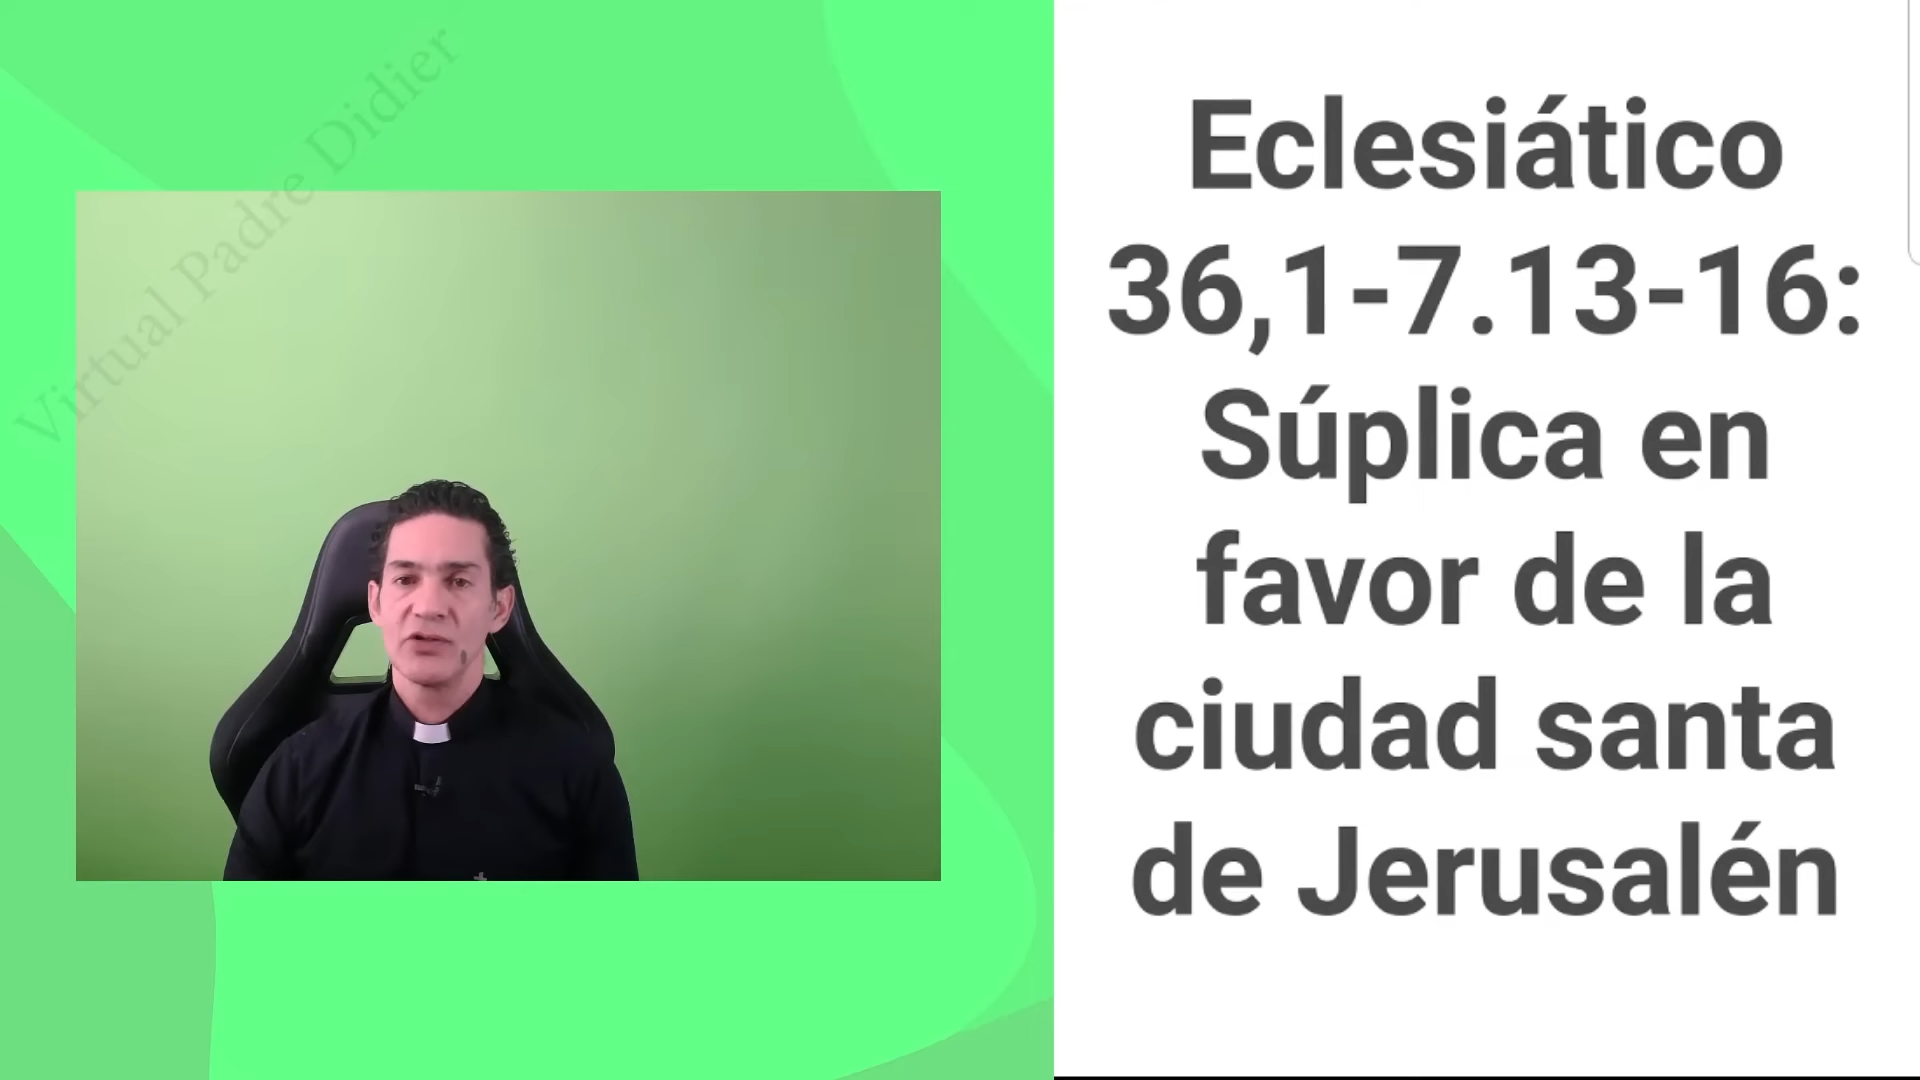 Virtual Padre Didier
Eclesiático
36,1-7.13-16:
Súplica en
favor de la
ciudad santa
de Jerusalén